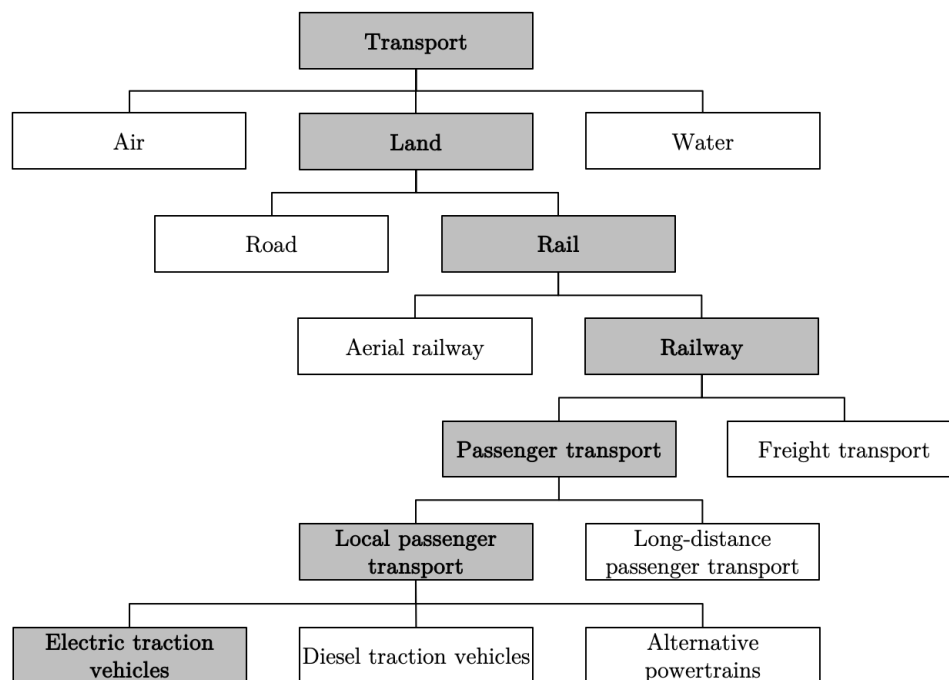 Transport
Air
Land
Water
Road
Rail
Aerial railway
Railway
Passenger transport
Freight transport
Local passenger
transport
Long-distance
passenger transport
Electric traction
vehicles
Diesel traction vehicles
Alternative
powertrains